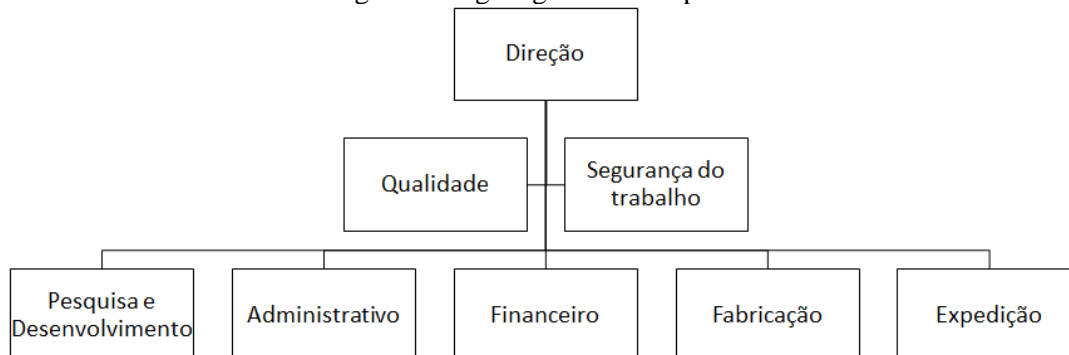 Direção
Qualidade
Segurança do
trabalho
Pesquisa e
Desenvolvimento
Administrativo
Financeiro
Fabricação
Expedição